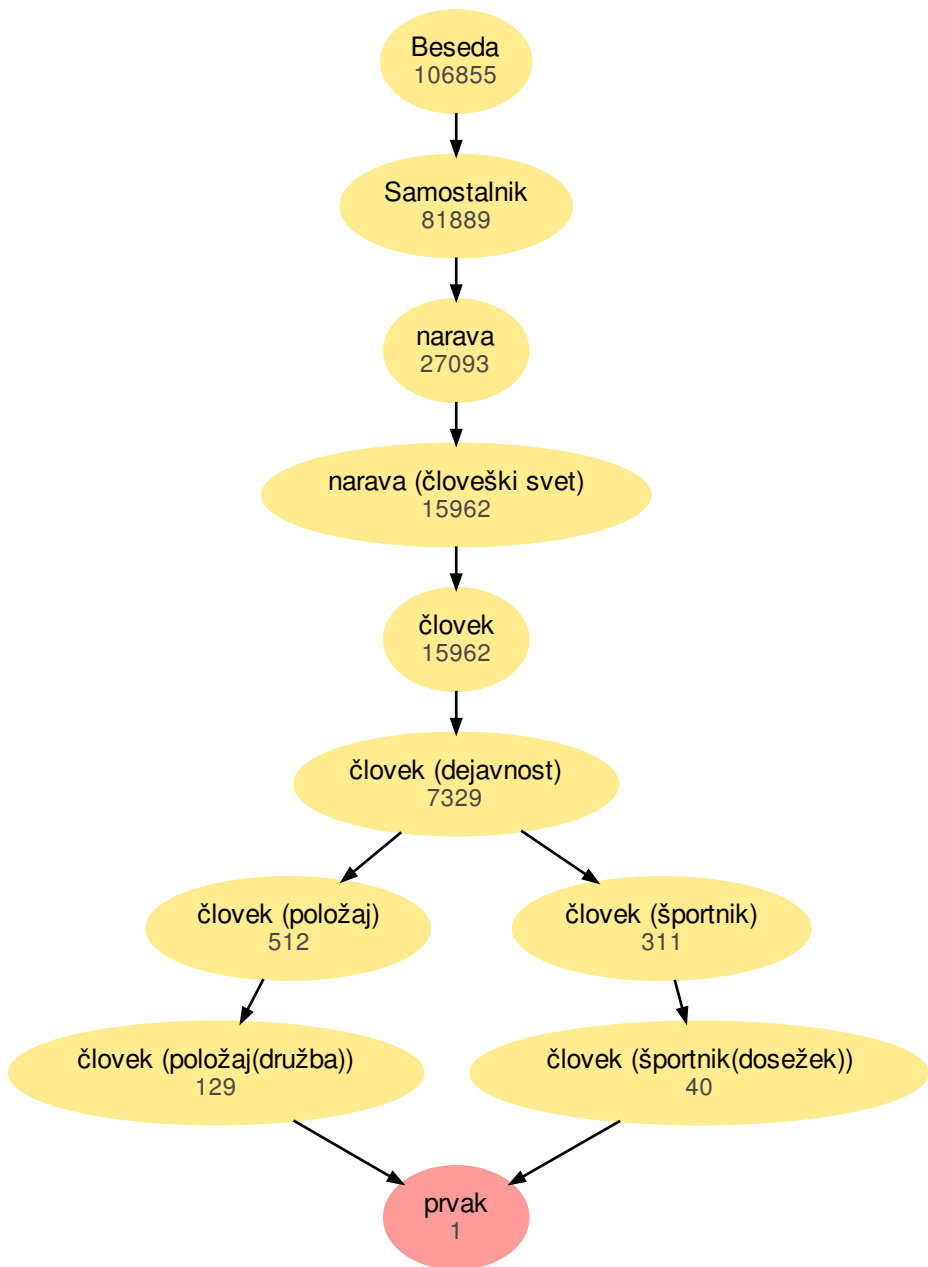 Beseda
106855
Samostalnik
81889
narava
27093
narava (človeški svet)
15962
človek
15962
človek (dejavnost)
7329
človek (položaj)
512
človek (športnik)
311
človek (položaj(družba))
129
človek (športnik(dosežek))
40
prvak
1